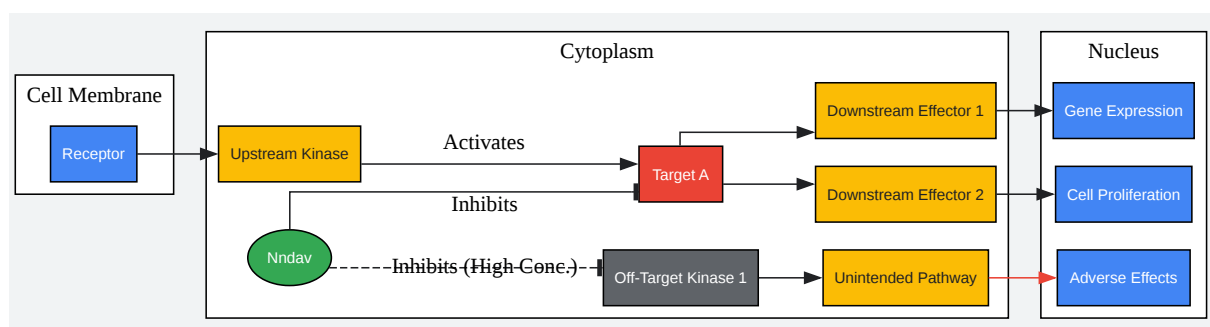 Cytoplasm
Nucleus
Cell Membrane
Downstream Effector 1
Gene Expression
Activates
Receptor
Upstream Kinase
Target A
Downstream Effector 2
Cell Proliferation
Inhibits
Nndav
Inhibits (High Conc.)
Off-Target Kinase 1
Unintended Pathway
Adverse Effects